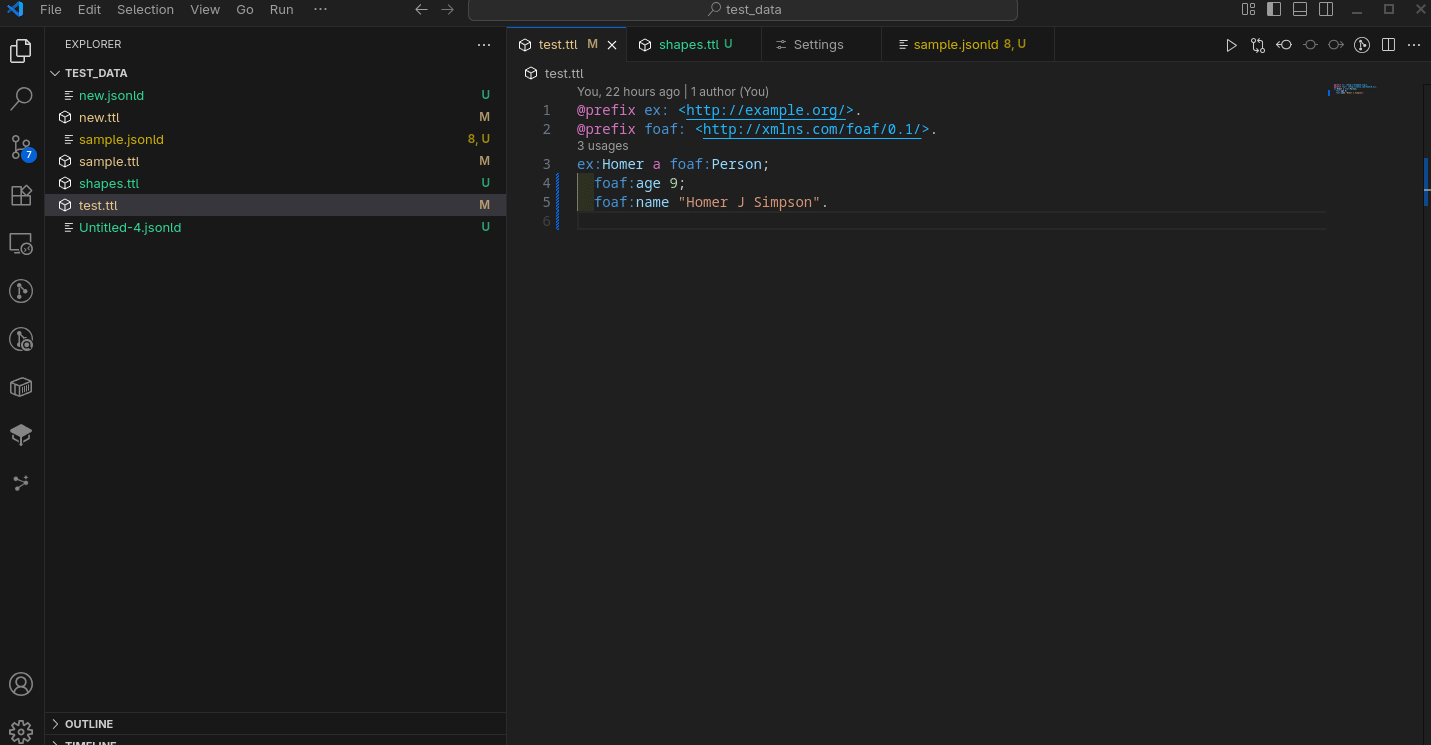 File Edit Selection View Go Run ··· test_data
EXPLORER ···
TEST_DATA
new.jsonld U
new.ttl M
sample.jsonld 8, U
sample.ttl M
shapes.ttl U
test.ttl M
Untitled-4.jsonld U
OUTLINE
TIMELINE
7
test.ttl M shapes.ttl U Settings sample.jsonld 8, U
test.ttl
You, 22 hours ago | 1 author (You)
1 @prefix ex: <http://example.org/>.
2 @prefix foaf: <http://xmlns.com/foaf/0.1/>.
3 usages
3 ex:Homer a foaf:Person;
4 foaf:age 9;
5 foaf:name "Homer J Simpson".
6